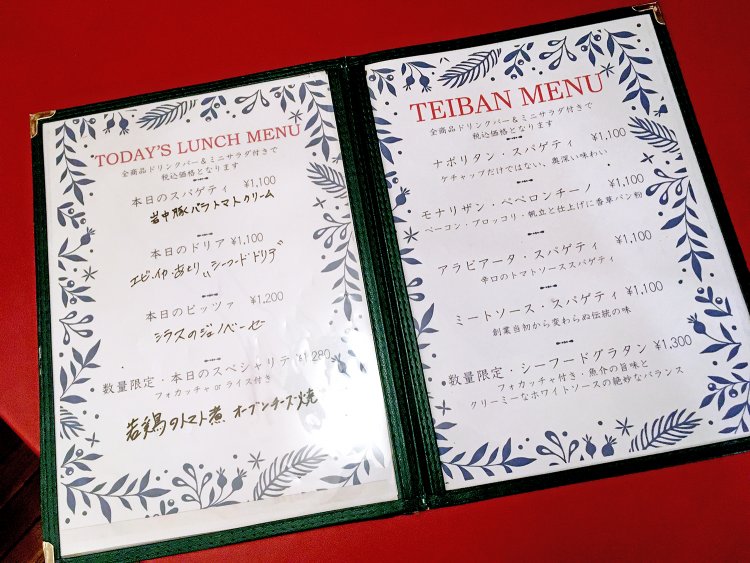 TODAY'S LUNCH MENU
全商品ドリンクバー＆ミニサラダ付きで
税込価格となります
本日のスパゲティ ¥1,100
岩中豚バラトマトクリーム
本日のドリア ¥1,100
エビ・イカ・あさり "シーフードドリア"
本日のピッツァ ¥1,200
シラスのジェノベーゼ
数量限定・本日のスペシャリテ ¥1,280
フォカッチャ or ライス付き
若鶏のトマト煮 オーブンチーズ焼
TEIBAN MENU
全商品ドリンクバー＆ミニサラダ付きで
税込価格となります
ナポリタン・スパゲティ ¥1,100
ケチャップだけではない、奥深い味わい
モナリザン・ペペロンチーノ ¥1,100
ベーコン・ブロッコリ・帆立と仕上げに香草パン粉
アラビアータ・スパゲティ ¥1,100
辛口のトマトソーススパゲティ
ミートソース・スパゲティ ¥1,100
創業当初から変わらぬ伝統の味
数量限定・シーフードグラタン ¥1,300
フォカッチャ付き・魚介の旨味と
クリーミーなホワイトソースの絶妙なバランス